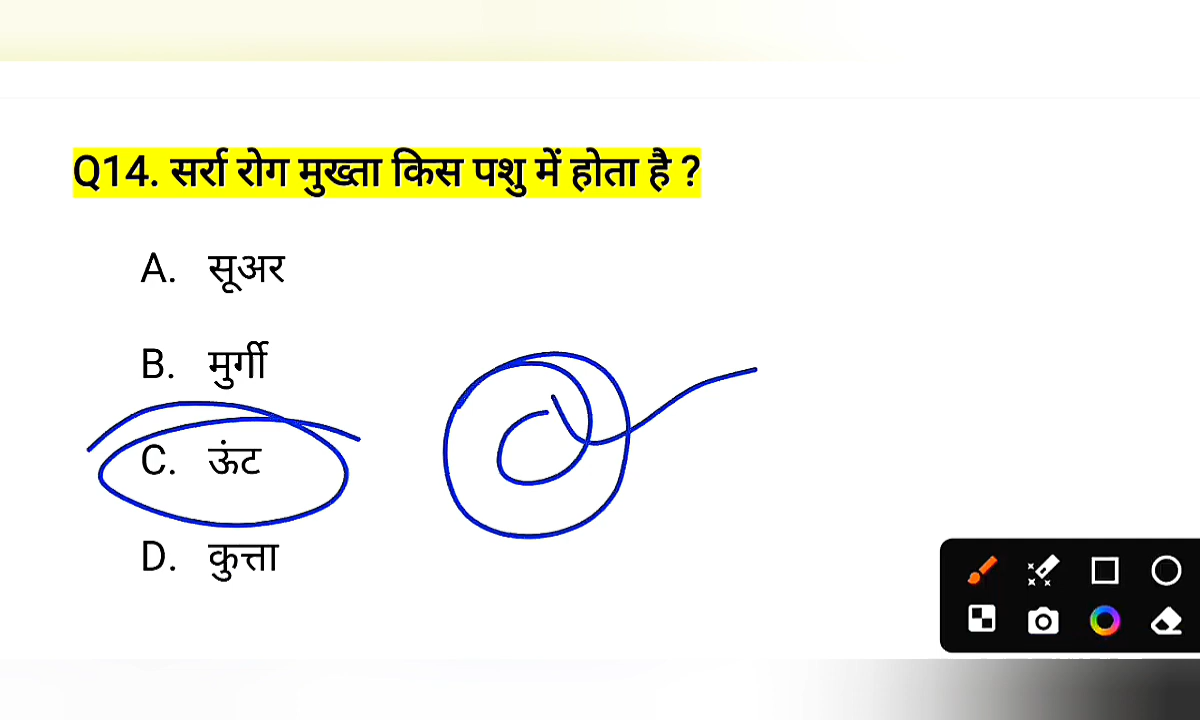 Q14. सर्रा रोग मुख्ता किस पशु में होता है ?
A. सूअर
B. मुर्गी
C. ऊंट
D. कुत्ता